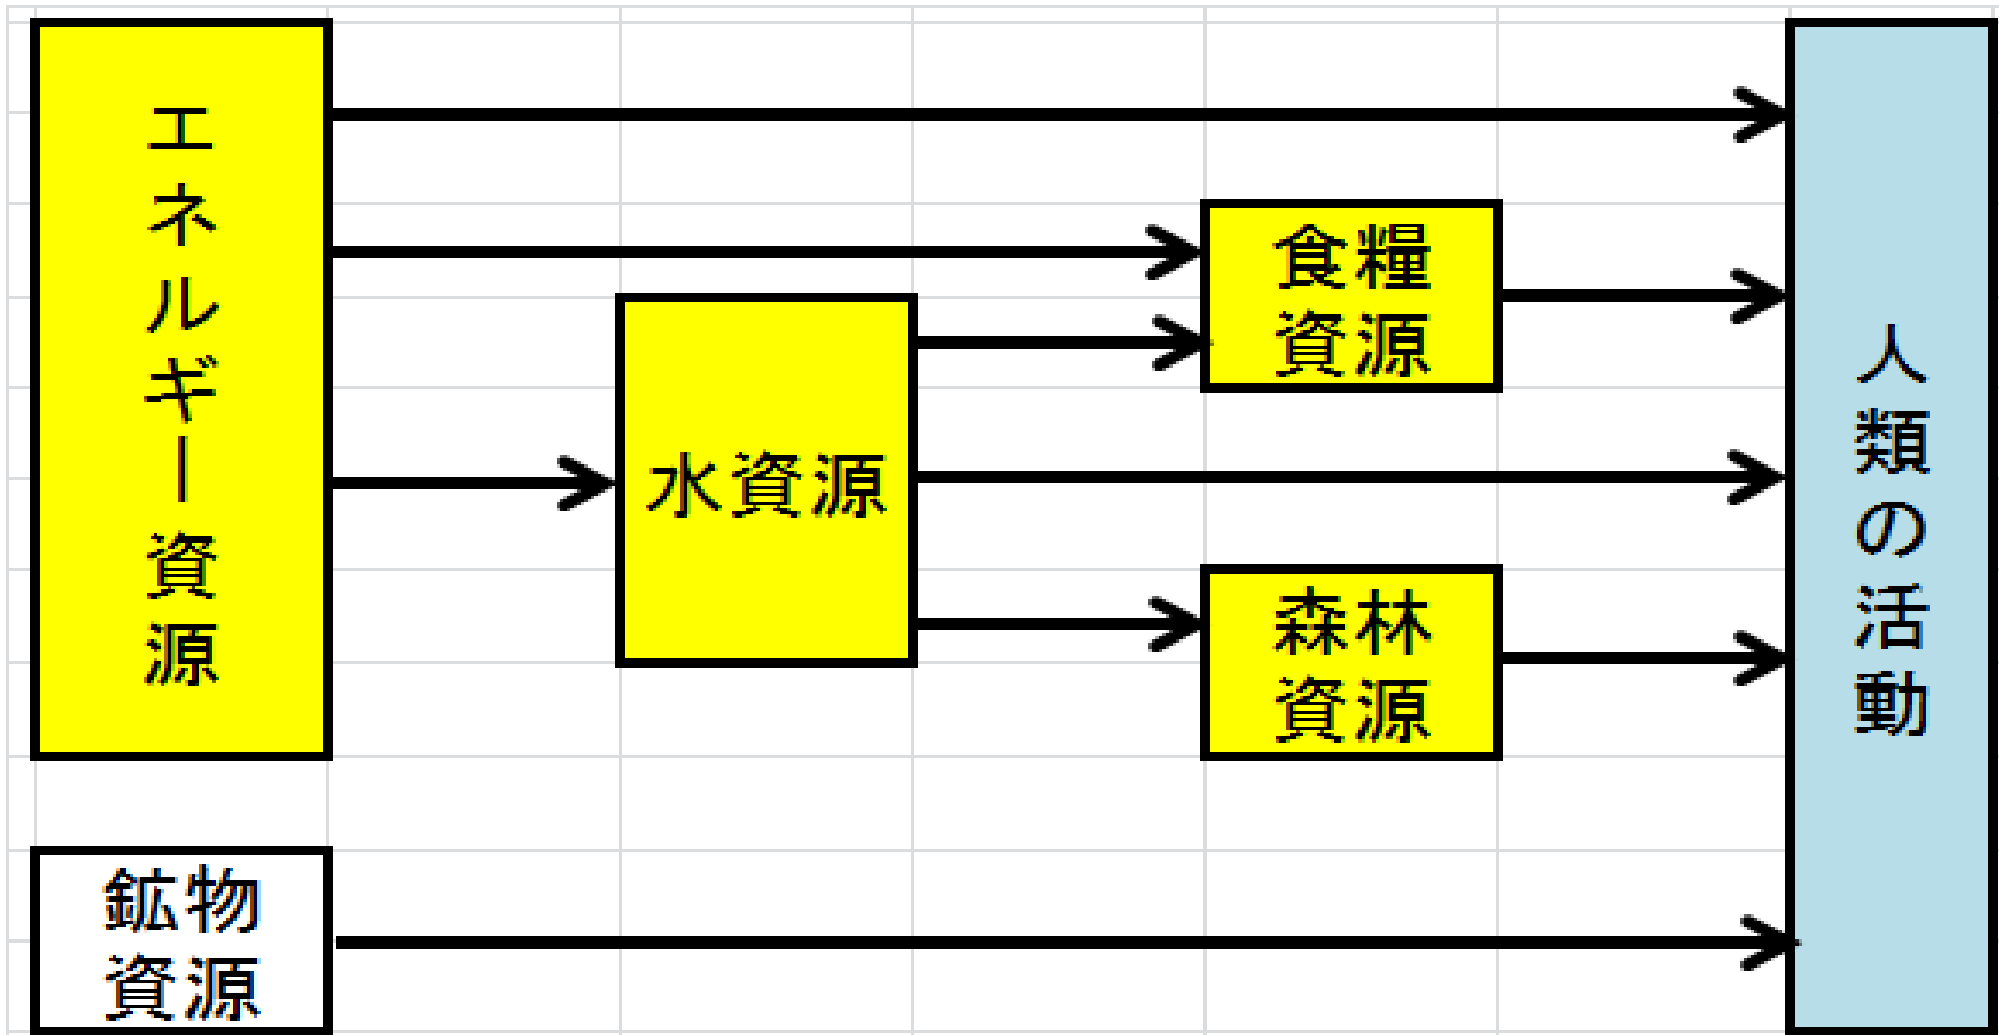 エネルギー資源
食糧
資源
水資源
森林
資源
鉱物
資源
人類の活動